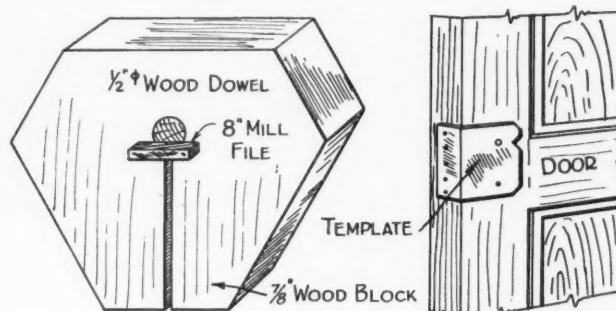 ½"ϕ WOOD DOWEL
8" MILL
FILE
⅞" WOOD BLOCK
TEMPLATE
DOOR